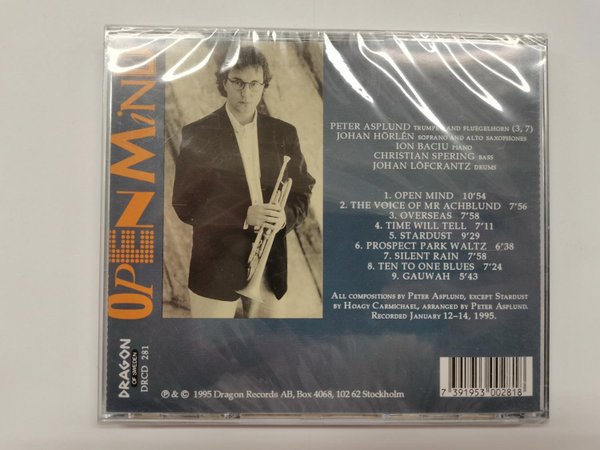 OPEN MiND
PETER ASPLUND TRUMPET AND FLUEGELHORN (3, 7)
JOHAN HÖRLÉN SOPRANO AND ALTO SAXOPHONES
ION BACIU PIANO
CHRISTIAN SPERING BASS
JOHAN LÖFCRANTZ DRUMS
1. OPEN MIND 10'54
2. THE VOICE OF MR ACHBLUND 7'56
3. OVERSEAS 7'58
4. TIME WILL TELL 7'11
5. STARDUST 9'29
6. PROSPECT PARK WALTZ 6'38
7. SILENT RAIN 7'58
8. TEN TO ONE BLUES 7'24
9. GAUWAH 5'43
ALL COMPOSITIONS BY PETER ASPLUND, EXCEPT STARDUST
BY HOAGY CARMICHAEL, ARRANGED BY PETER ASPLUND.
RECORDED JANUARY 12–14, 1995.
DRAGON
OF SWEDEN
DRCD 281
℗ & © 1995 Dragon Records AB, Box 4068, 102 62 Stockholm
7 391953 002818